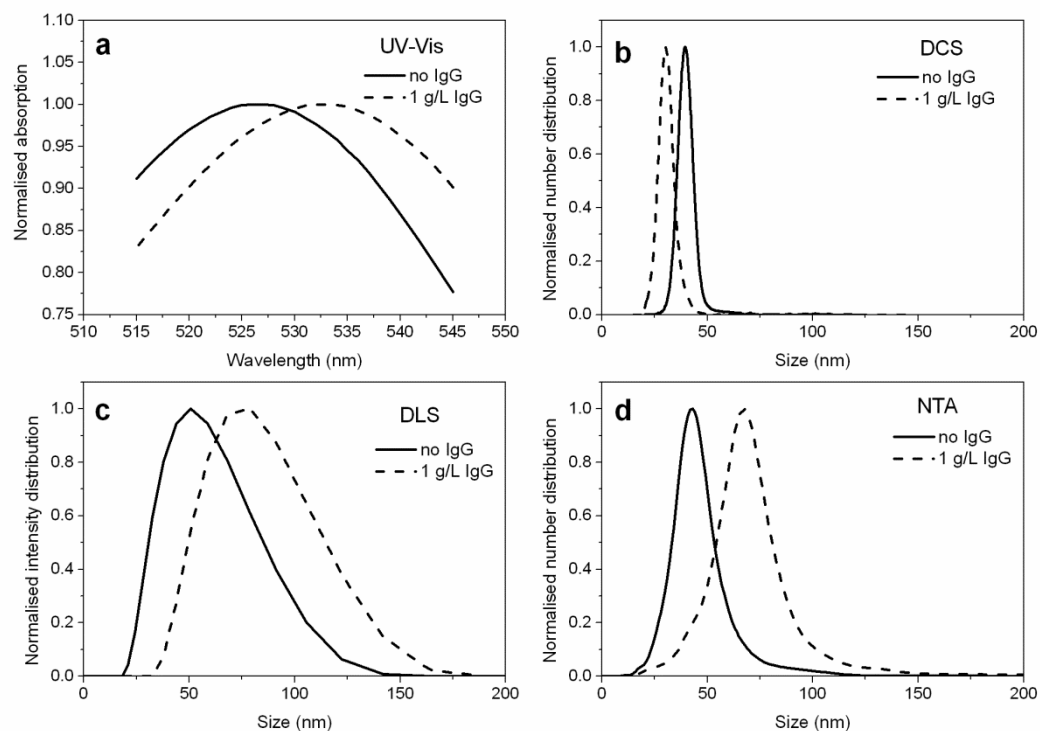 a
UV-Vis
no IgG
1 g/L IgG
Normalised absorption
1.10
1.05
1.00
0.95
0.90
0.85
0.80
0.75
510 515 520 525 530 535 540 545 550
Wavelength (nm)
b
DCS
no IgG
1 g/L IgG
Normalised number distribution
1.0
0.8
0.6
0.4
0.2
0.0
0 50 100 150 200
Size (nm)
c
DLS
no IgG
1 g/L IgG
Normalised intensity distribution
1.0
0.8
0.6
0.4
0.2
0.0
0 50 100 150 200
Size (nm)
d
NTA
no IgG
1 g/L IgG
Normalised number distribution
1.0
0.8
0.6
0.4
0.2
0.0
0 50 100 150 200
Size (nm)